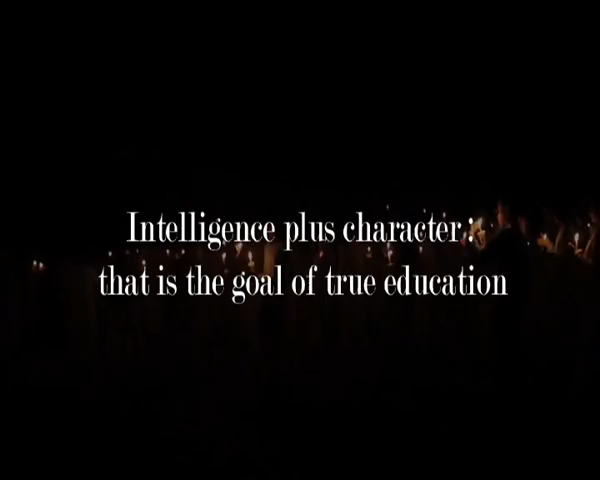 Intelligence plus character :
that is the goal of true education